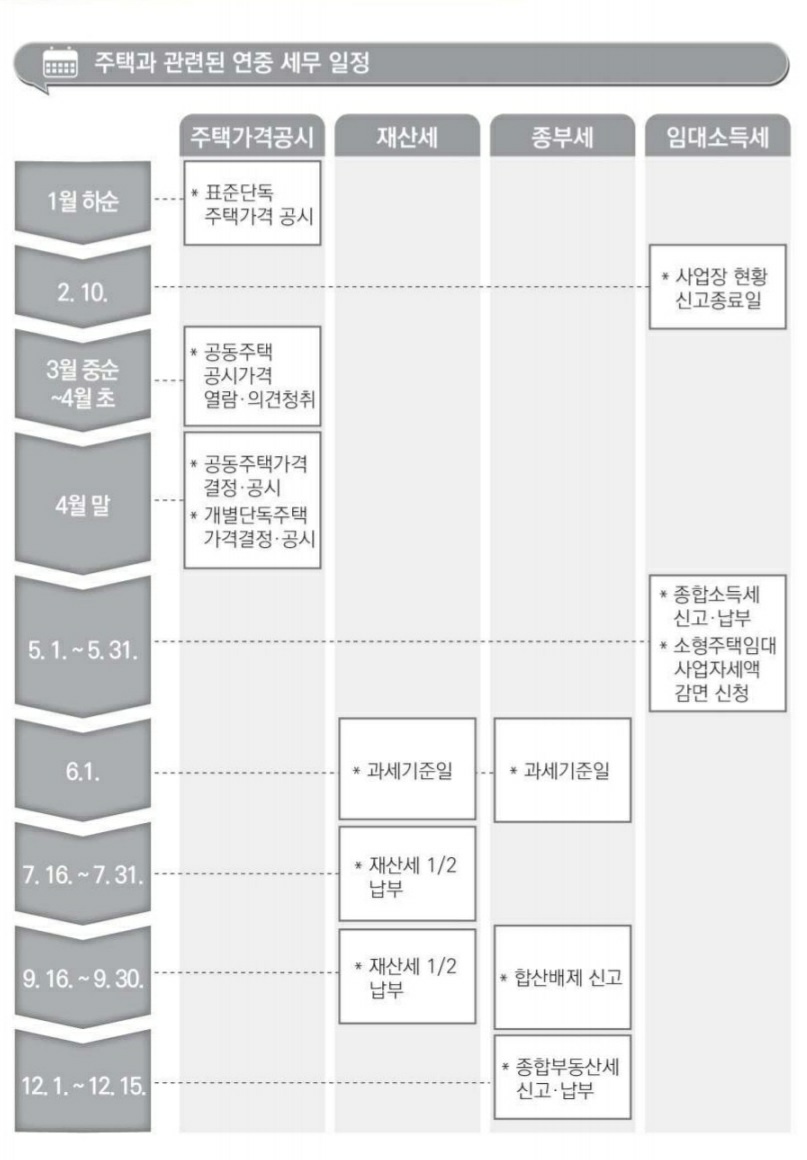 주택과 관련된 연중 세무 일정
주택가격공시 재산세 종부세 임대소득세
1월 하순
* 표준단독
주택가격 공시
2. 10.
* 사업장 현황
신고종료일
3월 중순
~4월 초
* 공동주택
공시가격
열람·의견청취
4월 말
* 공동주택가격
결정·공시
* 개별단독주택
가격결정·공시
5. 1. ~ 5. 31.
* 종합소득세
신고·납부
* 소형주택임대
사업자세액
감면 신청
6.1.
* 과세기준일
* 과세기준일
7. 16. ~ 7. 31.
* 재산세 1/2
납부
9. 16. ~ 9. 30.
* 재산세 1/2
납부
* 합산배제 신고
12. 1. ~ 12. 15.
* 종합부동산세
신고·납부